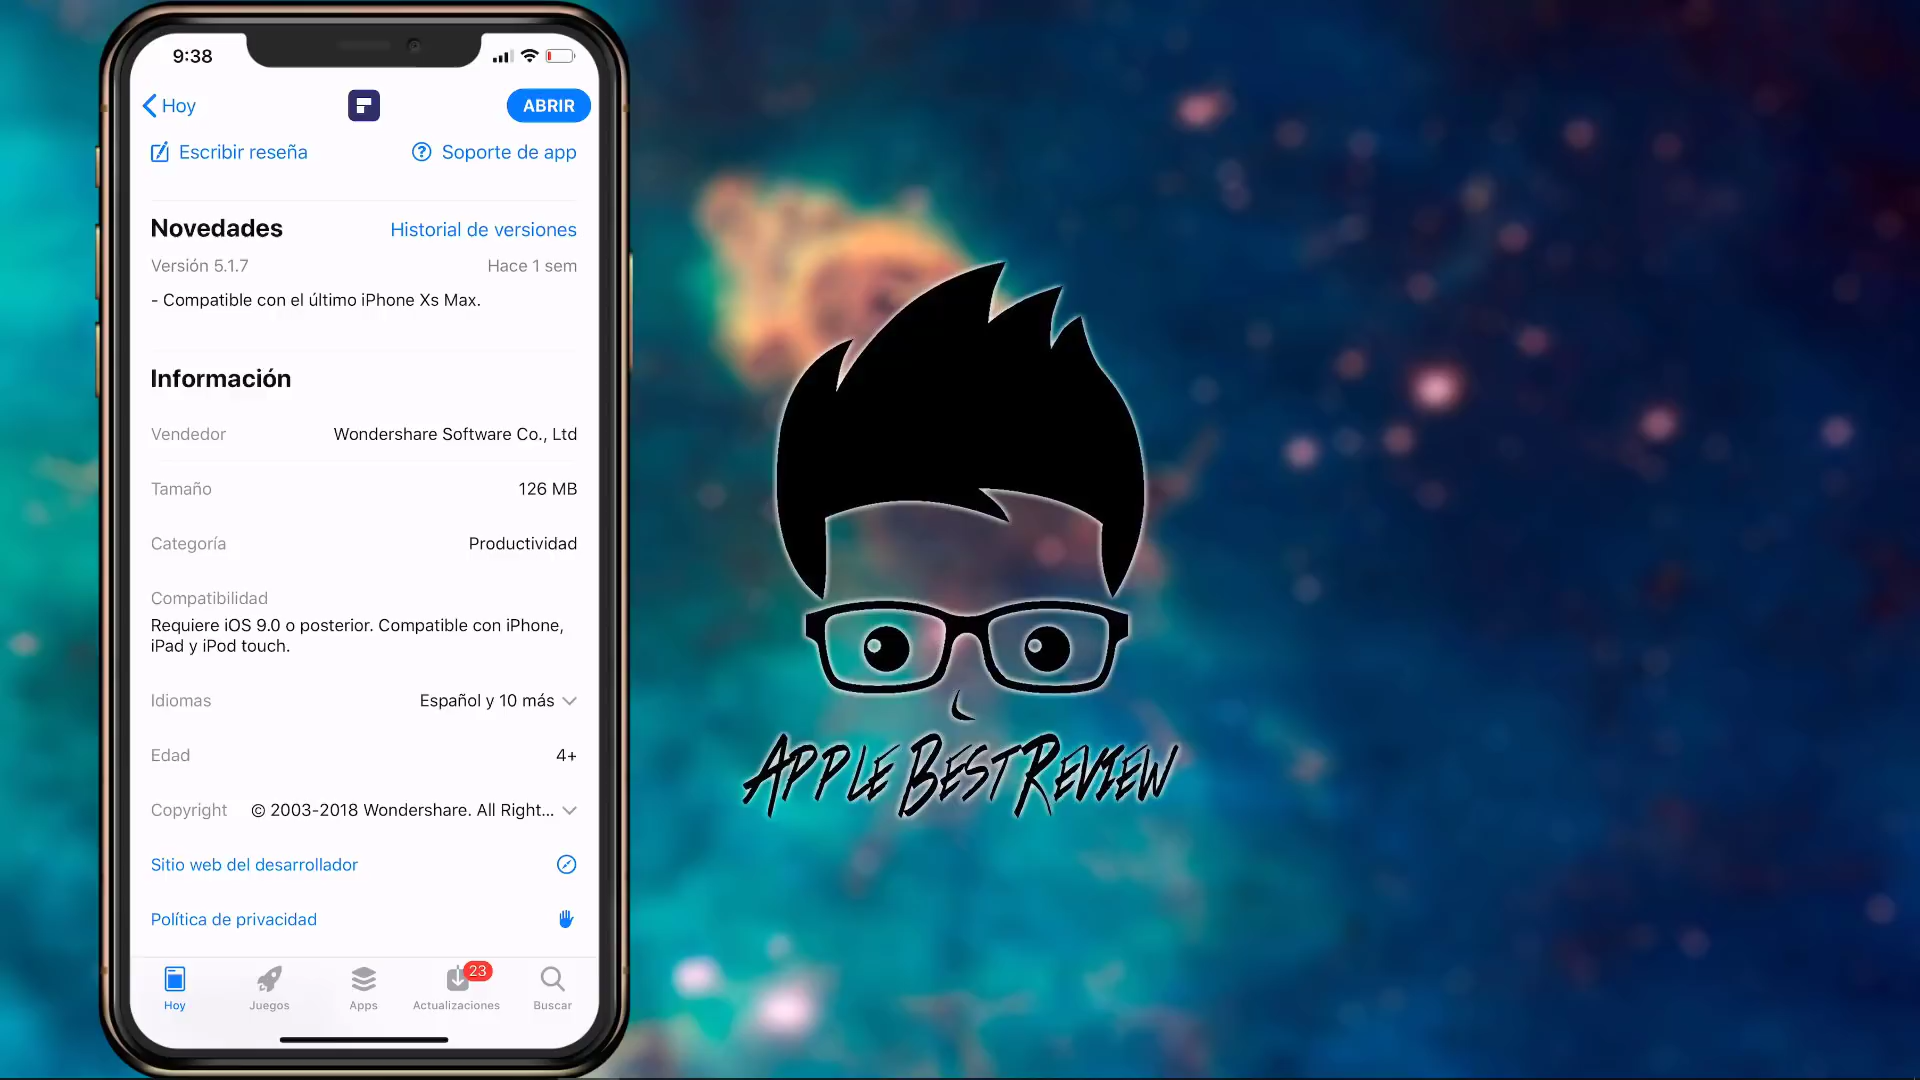 9:38
Hoy
ABRIR
Escribir reseña
Soporte de app
Novedades
Historial de versiones
Versión 5.1.7
Hace 1 sem
- Compatible con el último iPhone Xs Max.
Información
Vendedor
Wondershare Software Co., Ltd
Tamaño
126 MB
Categoría
Productividad
Compatibilidad
Requiere iOS 9.0 o posterior. Compatible con iPhone,
iPad y iPod touch.
Idiomas
Español y 10 más
Edad
4+
Copyright
© 2003-2018 Wondershare. All Right...
Sitio web del desarrollador
Política de privacidad
Hoy
Juegos
Apps
23
Actualizaciones
Buscar
APPLE BEST REVIEW